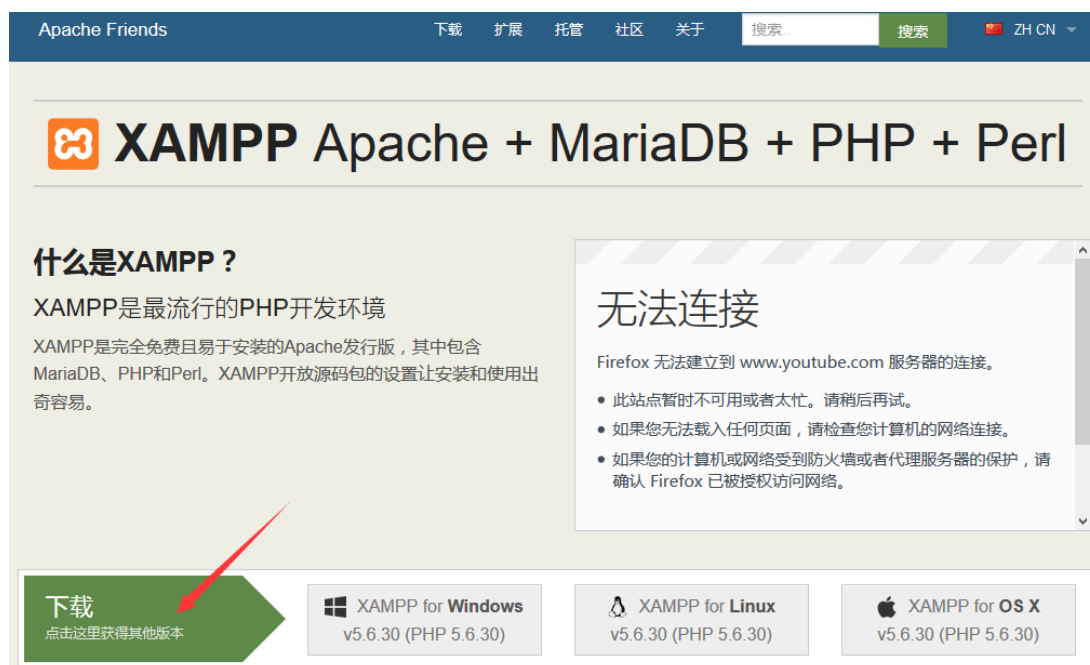 Apache Friends 下载 扩展 托管 社区 关于 搜索.. 搜索 ZH CN
XAMPP Apache + MariaDB + PHP + Perl
什么是XAMPP？
XAMPP是最流行的PHP开发环境
XAMPP是完全免费且易于安装的Apache发行版，其中包含
MariaDB、PHP和Perl。XAMPP开放源码包的设置让安装和使用出
奇容易。
无法连接
Firefox 无法建立到 www.youtube.com 服务器的连接。
● 此站点暂时不可用或者太忙。请稍后再试。
● 如果您无法载入任何页面，请检查您计算机的网络连接。
● 如果您的计算机或网络受到防火墙或者代理服务器的保护，请
确认 Firefox 已被授权访问网络。
下载
点击这里获得其他版本
XAMPP for Windows
v5.6.30 (PHP 5.6.30)
XAMPP for Linux
v5.6.30 (PHP 5.6.30)
XAMPP for OS X
v5.6.30 (PHP 5.6.30)